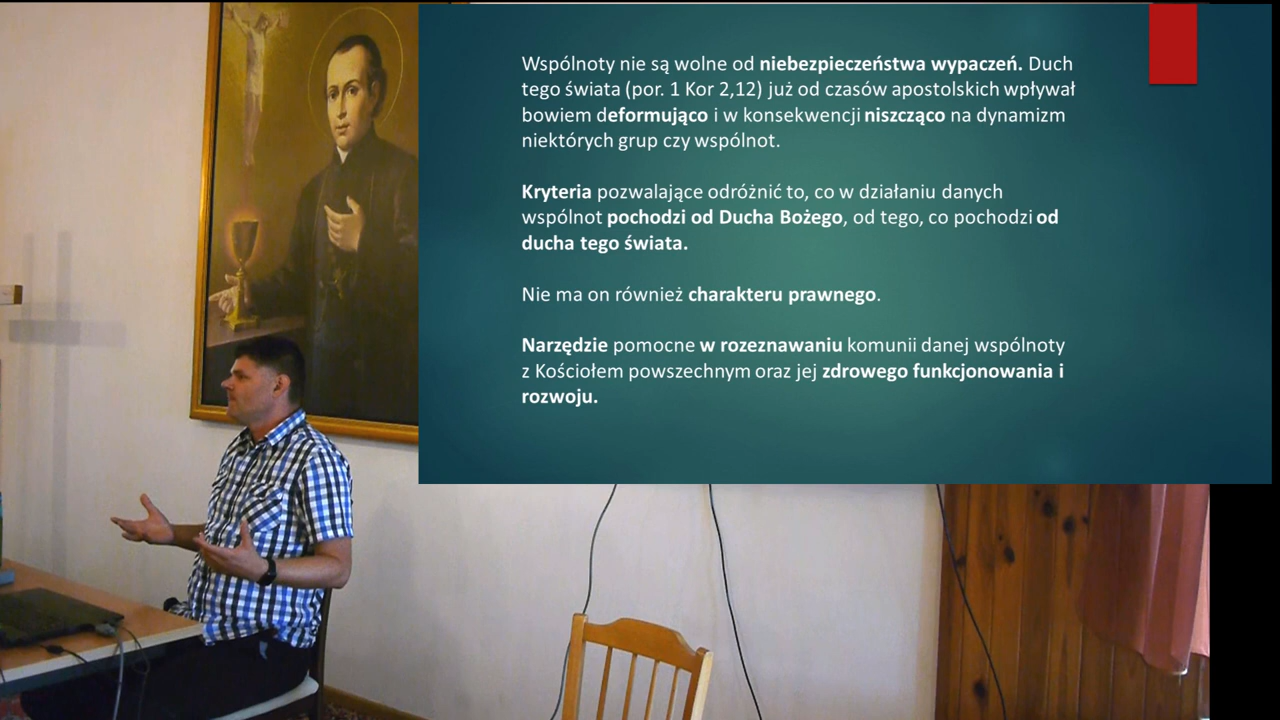 Wspólnoty nie są wolne od niebezpieczeństwa wypaczeń. Duch
tego świata (por. 1 Kor 2,12) już od czasów apostolskich wpływał
bowiem deformująco i w konsekwencji niszcząco na dynamizm
niektórych grup czy wspólnot.
Kryteria pozwalające odróżnić to, co w działaniu danych
wspólnot pochodzi od Ducha Bożego, od tego, co pochodzi od
ducha tego świata.
Nie ma on również charakteru prawnego.
Narzędzie pomocne w rozeznawaniu komunii danej wspólnoty
z Kościołem powszechnym oraz jej zdrowego funkcjonowania i
rozwoju.